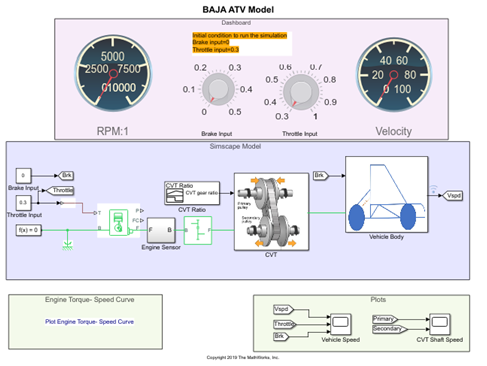 BAJA ATV Model
Dashboard
Initial condition to run the simulation
Brake input=0
Throttle input=0.3
5000
2500 7500
0 10000
RPM:1
0.2 0.3
0.1 0.4
0 0.5
Brake Input
0.6 0.7
0.5 0.8
0.4 0.9
0.3 1
Throttle Input
40 60
20 80
0 100
Velocity
Simscape Model
0
Brk
Brake Input
Throttle
0.3
Throttle Input
f(x) = 0
T
P
FC
B
F
F B
Engine Sensor
B
F
CVT Ratio
CVT gear ratio
CVT Ratio
Primary pulley
Secondary pulley
CVT
Brk
Vehicle Body
Vspd
Engine Torque- Speed Curve
Plot Engine Torque- Speed Curve
Plots
Vspd
Throttle
Brk
Vehicle Speed
Primary
Secondary
CVT Shaft Speed
Copyright 2019 The MathWorks, Inc.